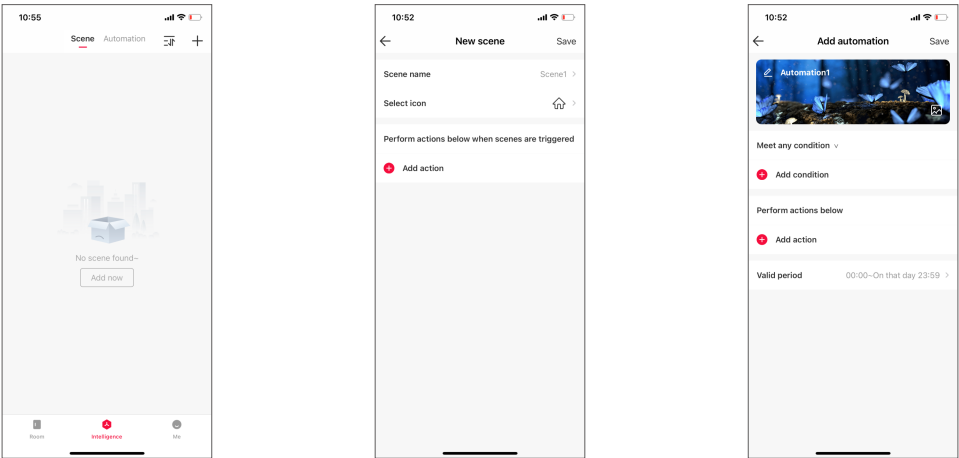 10:55
Scene Automation
No scene found~
Add now
Room Intelligence Me
10:52
New scene Save
Scene name Scene1
Select icon
Perform actions below when scenes are triggered
Add action
10:52
Add automation Save
Automation1
Meet any condition
Add condition
Perform actions below
Add action
Valid period 00:00~On that day 23:59